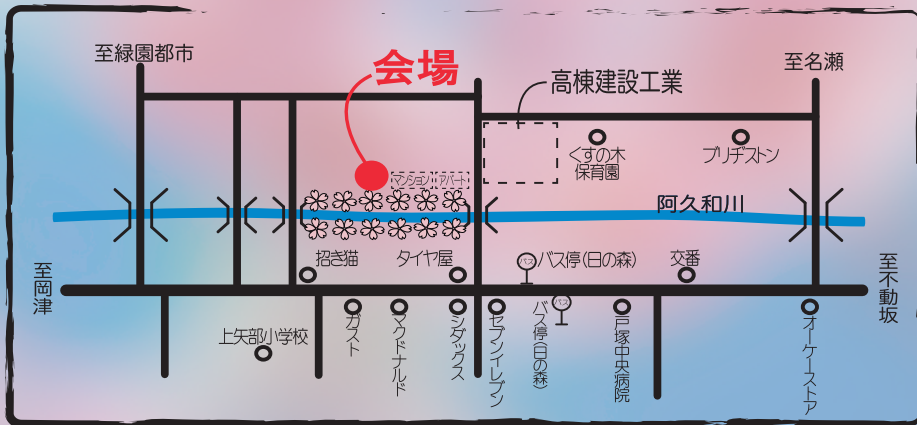 至緑園都市
会場
高棟建設工業
至名瀬
くすの木
保育園
ブリヂストン
マンション
アパート
阿久和川
招き猫
タイヤ屋
バス
バス停(日の森)
交番
至岡津
至不動坂
上矢部小学校
ガスト
マクドナルド
シダックス
セブンイレブン
バス
バス停(日の森)
戸塚中央病院
オーケーストア